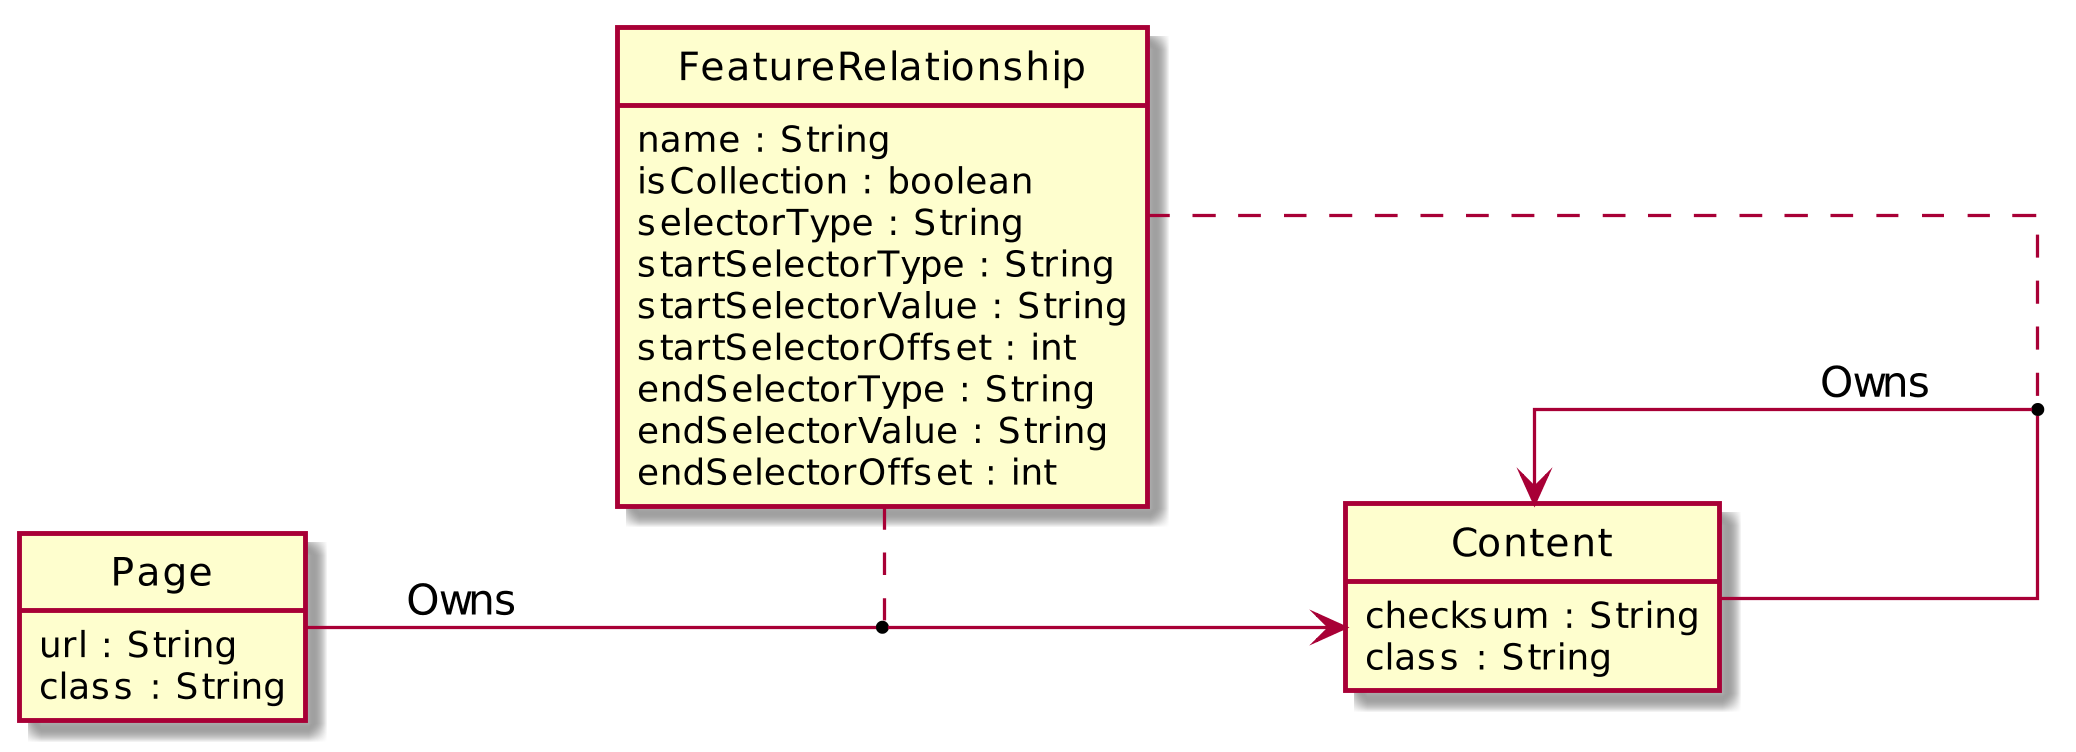 FeatureRelationship
name : String
isCollection : boolean
selectorType : String
startSelectorType : String
startSelectorValue : String
startSelectorOffset : int
endSelectorType : String
endSelectorValue : String
endSelectorOffset : int
Owns
Page
url : String
class : String
Owns
Content
checksum : String
class : String